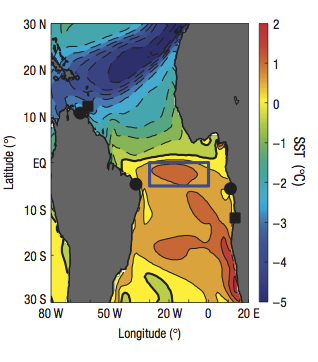 30 N
20 N
10 N
EQ
10 S
20 S
30 S
Latitude (°)
80 W 50 W 20 W 0 20 E
Longitude (°)
2
1
0
−1
−2
−3
−4
−5
SST (°C)